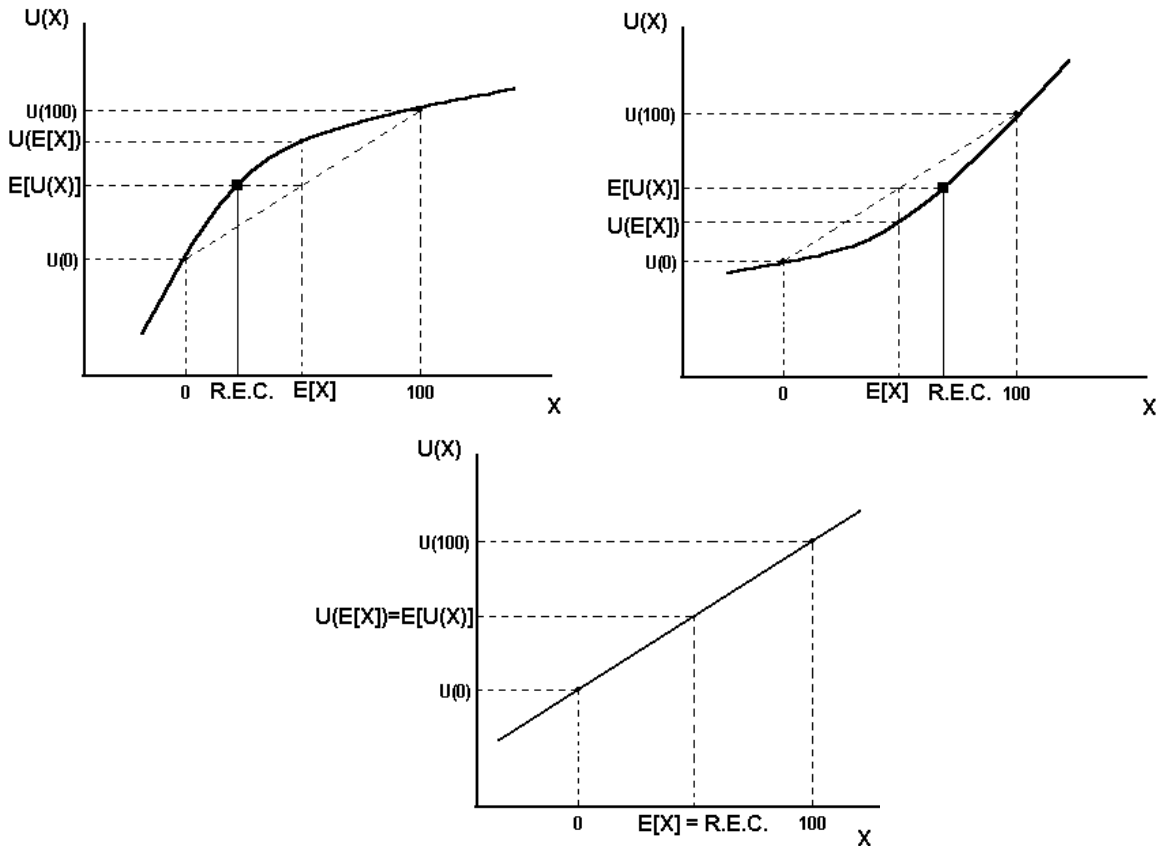 U(X)
U(100)
U(E[X])
E[U(X)]
U(0)
0 R.E.C. E[X] 100
X
U(X)
U(100)
E[U(X)]
U(E[X])
U(0)
0 E[X] R.E.C. 100
X
U(X)
U(100)
U(E[X])=E[U(X)]
U(0)
0 E[X] = R.E.C. 100
X